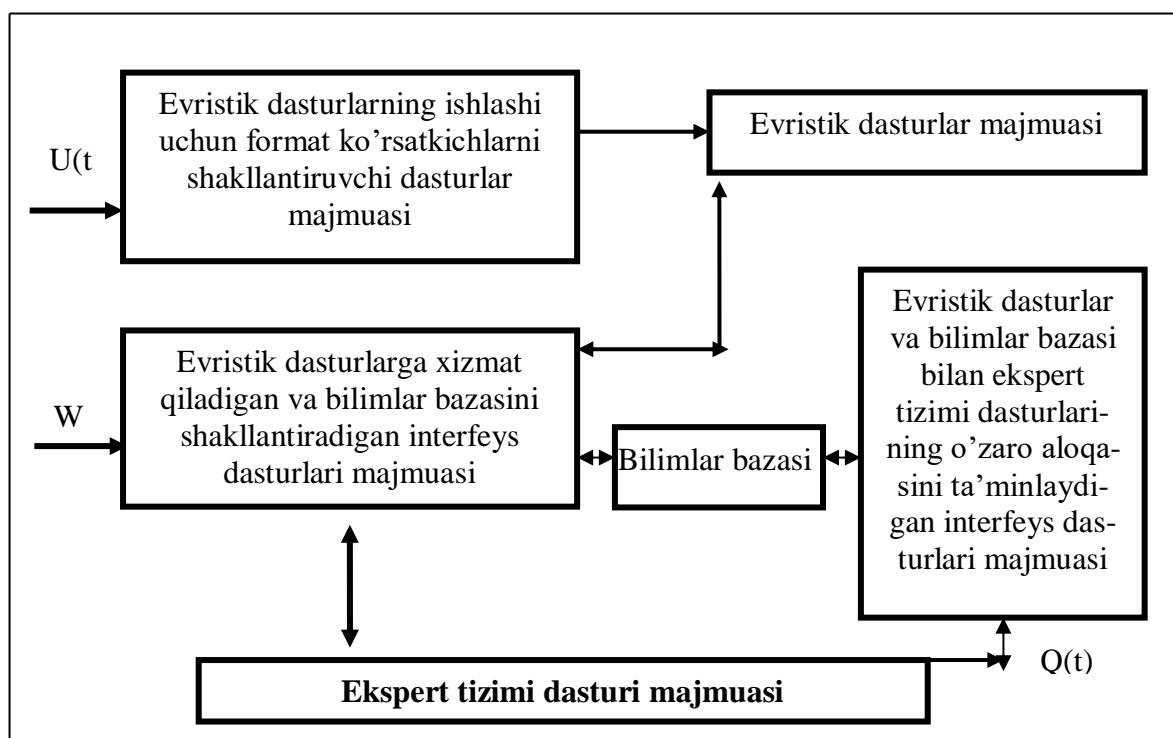 Evristik dasturlarning ishlashi
uchun format ko’rsatkichlarni
shakllantiruvchi dasturlar
majmuasi
Evristik dasturlar majmuasi
U(t
Evristik dasturlarga xizmat
qiladigan va bilimlar bazasini
shakllantiradigan interfeys
dasturlari majmuasi
W
Bilimlar bazasi
Evristik dasturlar
va bilimlar bazasi
bilan ekspert
tizimi dasturlari-
ning o’zaro aloqa-
sini ta’minlaydi-
gan interfeys das-
turlari majmuasi
Q(t)
Ekspert tizimi dasturi majmuasi